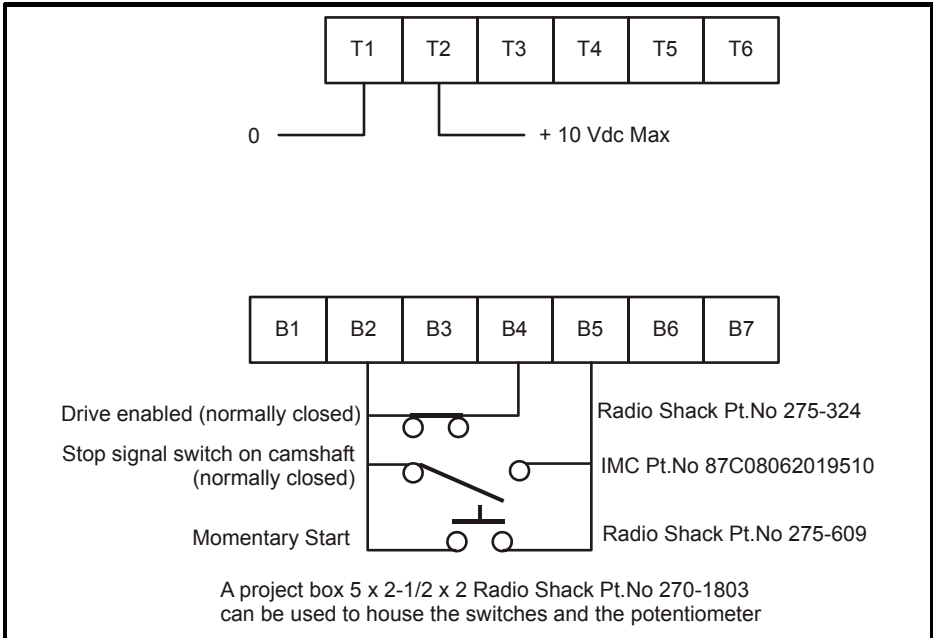 T1 T2 T3 T4 T5 T6
0 + 10 Vdc Max
B1 B2 B3 B4 B5 B6 B7
Drive enabled (normally closed) Radio Shack Pt.No 275-324
Stop signal switch on camshaft
(normally closed) IMC Pt.No 87C08062019510
Momentary Start Radio Shack Pt.No 275-609
A project box 5 x 2-1/2 x 2 Radio Shack Pt.No 270-1803
can be used to house the switches and the potentiometer